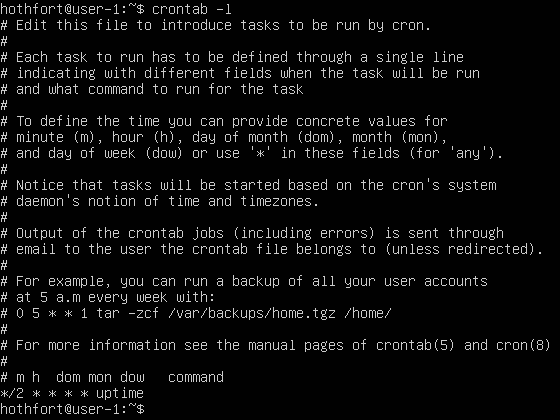 hothfort@user-1:~$ crontab -l
# Edit this file to introduce tasks to be run by cron.
#
# Each task to run has to be defined through a single line
# indicating with different fields when the task will be run
# and what command to run for the task
#
# To define the time you can provide concrete values for
# minute (m), hour (h), day of month (dom), month (mon),
# and day of week (dow) or use '*' in these fields (for 'any').
#
# Notice that tasks will be started based on the cron's system
# daemon's notion of time and timezones.
#
# Output of the crontab jobs (including errors) is sent through
# email to the user the crontab file belongs to (unless redirected).
#
# For example, you can run a backup of all your user accounts
# at 5 a.m every week with:
# 0 5 * * 1 tar -zcf /var/backups/home.tgz /home/
#
# For more information see the manual pages of crontab(5) and cron(8)
#
# m h  dom mon dow   command
*/2 * * * * uptime
hothfort@user-1:~$